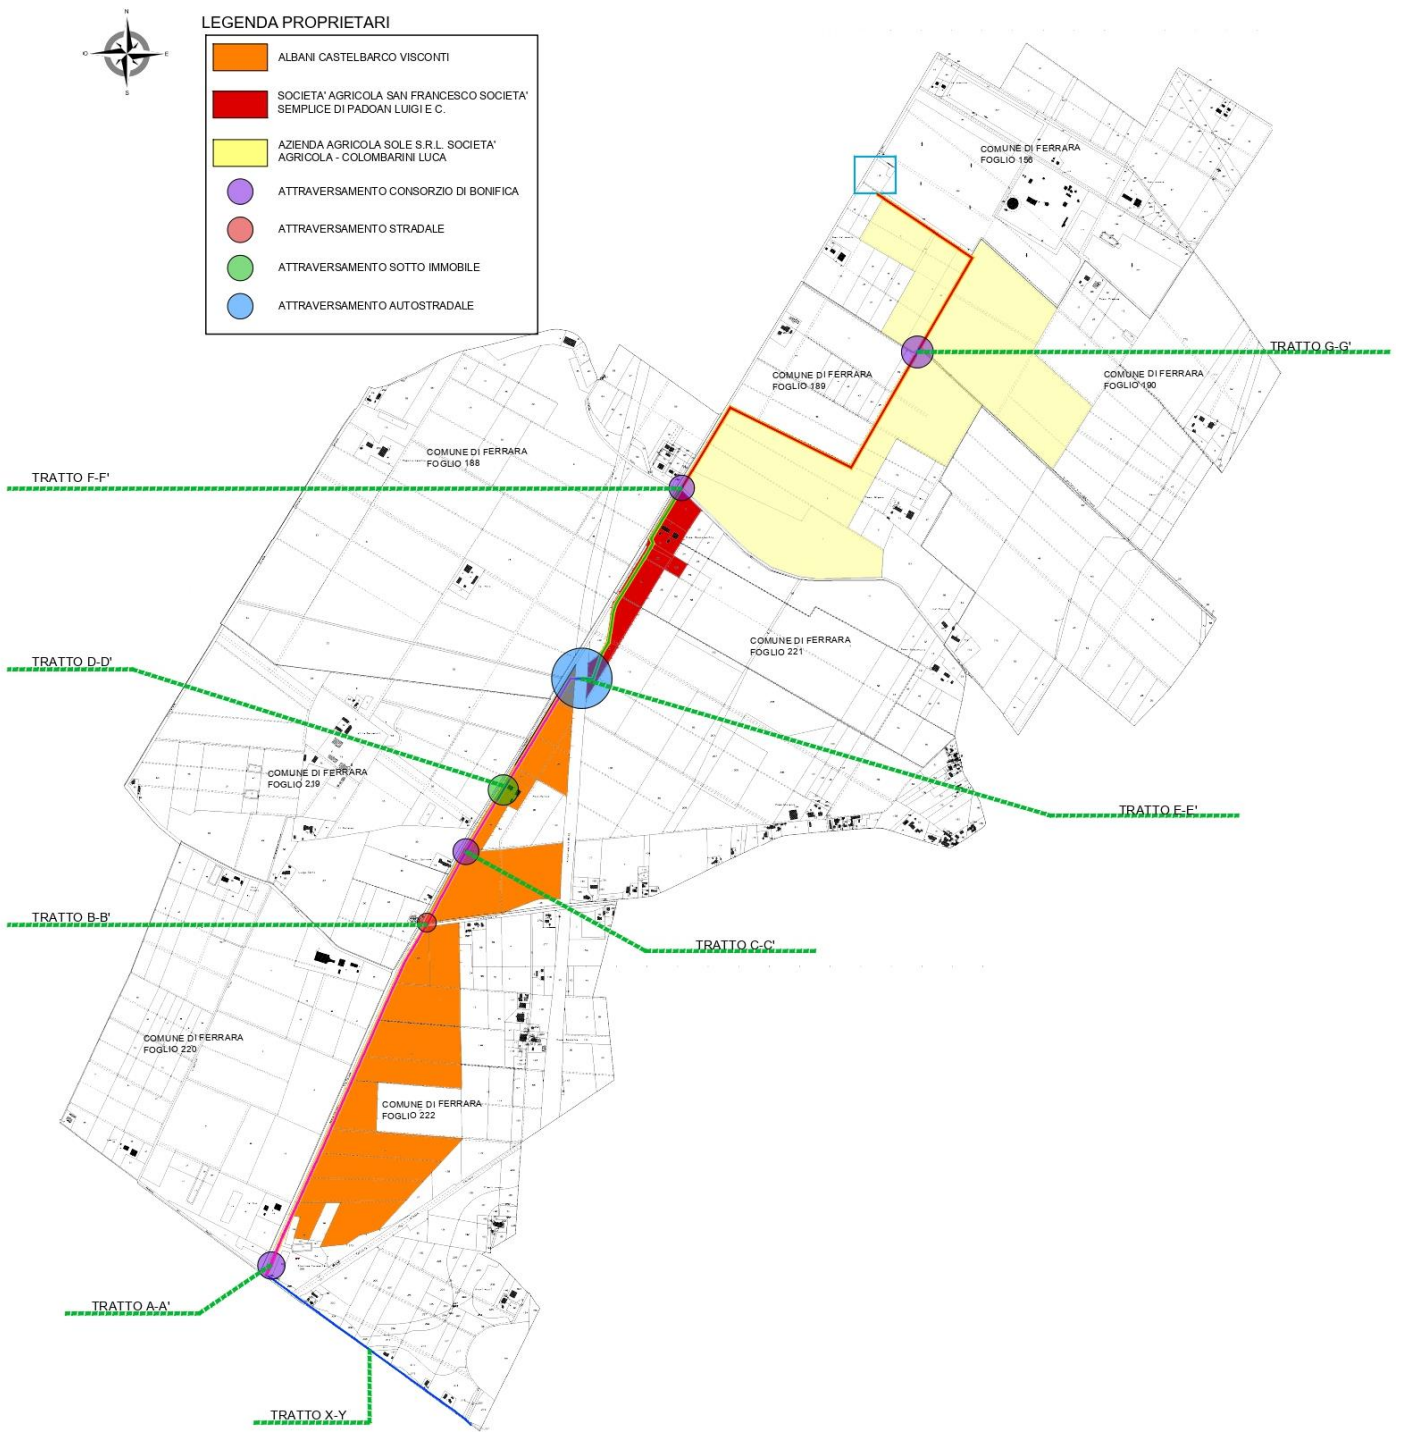 N
O
E
S
LEGENDA PROPRIETARI
ALBANI CASTELBARCO VISCONTI
SOCIETA' AGRICOLA SAN FRANCESCO SOCIETA'
SEMPLICE DI PADOAN LUIGI E C.
AZIENDA AGRICOLA SOLE S.R.L. SOCIETA'
AGRICOLA - COLOMBARINI LUCA
ATTRAVERSAMENTO CONSORZIO DI BONIFICA
ATTRAVERSAMENTO STRADALE
ATTRAVERSAMENTO SOTTO IMMOBILE
ATTRAVERSAMENTO AUTOSTRADALE
COMUNE DI FERRARA
FOGLIO 156
TRATTO G-G'
COMUNE DI FERRARA
FOGLIO 189
COMUNE DI FERRARA
FOGLIO 190
COMUNE DI FERRARA
FOGLIO 188
TRATTO F-F'
COMUNE DI FERRARA
FOGLIO 221
TRATTO D-D'
COMUNE DI FERRARA
FOGLIO 219
TRATTO E-E'
TRATTO B-B'
TRATTO C-C'
COMUNE DI FERRARA
FOGLIO 220
COMUNE DI FERRARA
FOGLIO 222
TRATTO A-A'
TRATTO X-Y